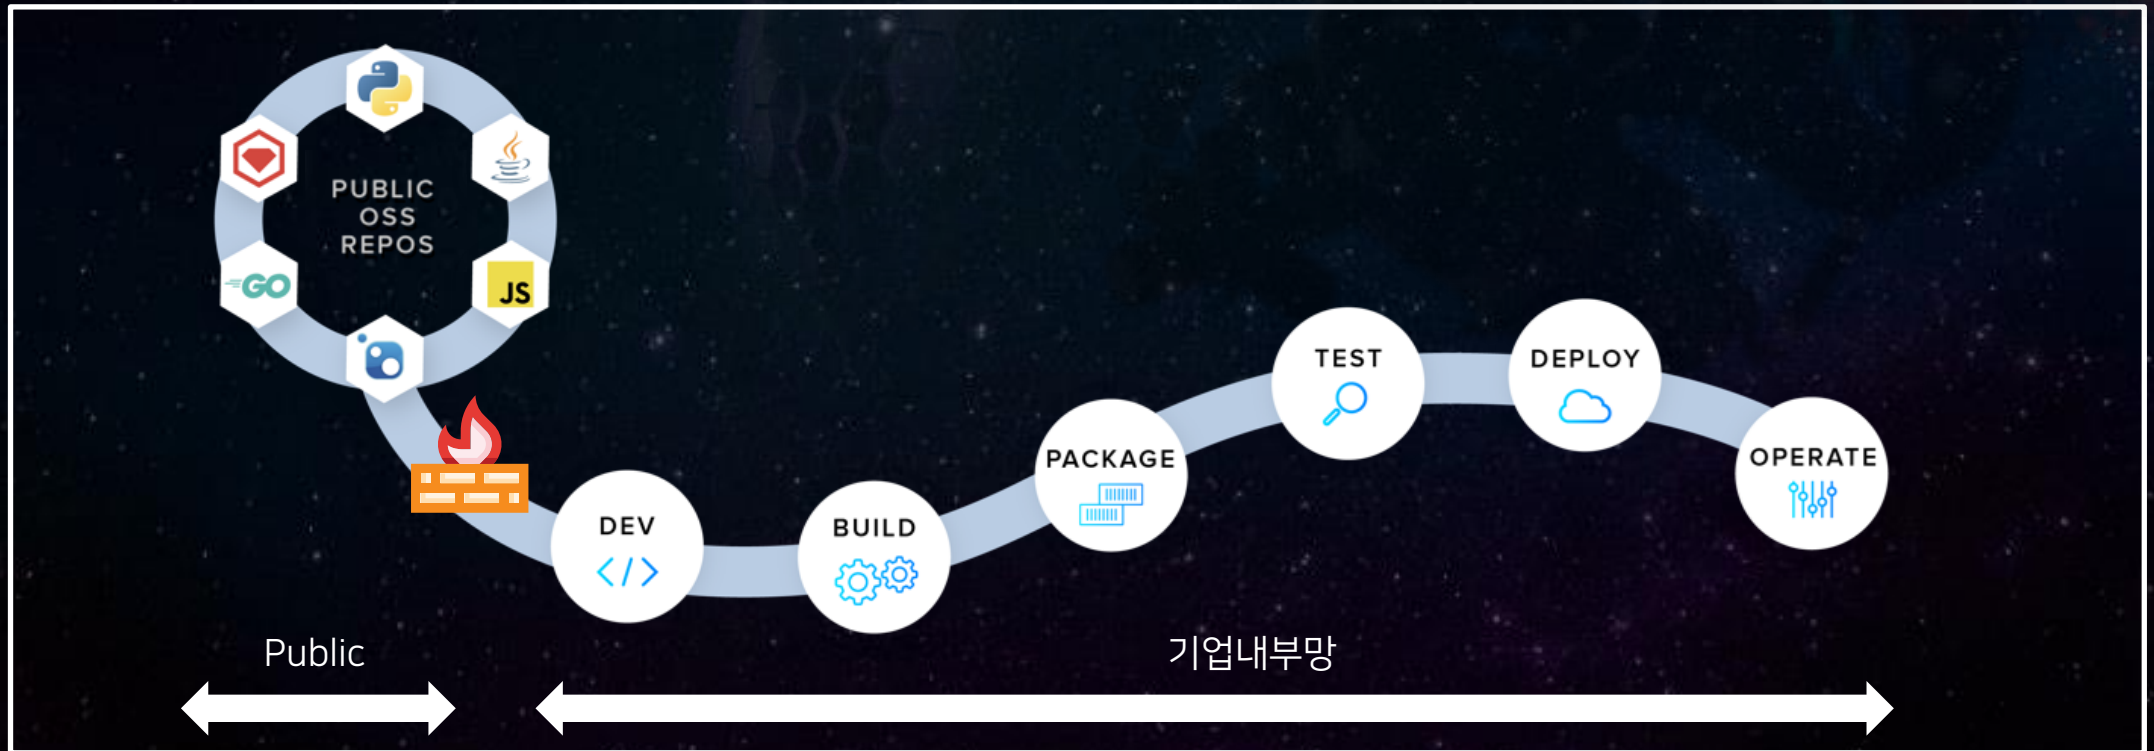 PUBLIC
OSS
REPOS
GO
JS
TEST
DEPLOY
PACKAGE
OPERATE
DEV
</>
BUILD
Public
기업내부망